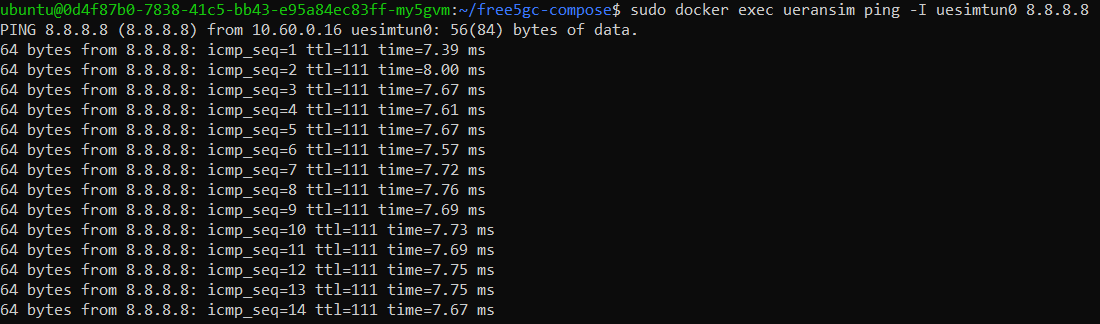 ubuntu@0d4f87b0-7838-41c5-bb43-e95a84ec83ff-my5gvm:~/free5gc-compose$ sudo docker exec ueransim ping -I uesimtun0 8.8.8.8
PING 8.8.8.8 (8.8.8.8) from 10.60.0.16 uesimtun0: 56(84) bytes of data.
64 bytes from 8.8.8.8: icmp_seq=1 ttl=111 time=7.39 ms
64 bytes from 8.8.8.8: icmp_seq=2 ttl=111 time=8.00 ms
64 bytes from 8.8.8.8: icmp_seq=3 ttl=111 time=7.67 ms
64 bytes from 8.8.8.8: icmp_seq=4 ttl=111 time=7.61 ms
64 bytes from 8.8.8.8: icmp_seq=5 ttl=111 time=7.67 ms
64 bytes from 8.8.8.8: icmp_seq=6 ttl=111 time=7.57 ms
64 bytes from 8.8.8.8: icmp_seq=7 ttl=111 time=7.72 ms
64 bytes from 8.8.8.8: icmp_seq=8 ttl=111 time=7.76 ms
64 bytes from 8.8.8.8: icmp_seq=9 ttl=111 time=7.69 ms
64 bytes from 8.8.8.8: icmp_seq=10 ttl=111 time=7.73 ms
64 bytes from 8.8.8.8: icmp_seq=11 ttl=111 time=7.69 ms
64 bytes from 8.8.8.8: icmp_seq=12 ttl=111 time=7.75 ms
64 bytes from 8.8.8.8: icmp_seq=13 ttl=111 time=7.75 ms
64 bytes from 8.8.8.8: icmp_seq=14 ttl=111 time=7.67 ms